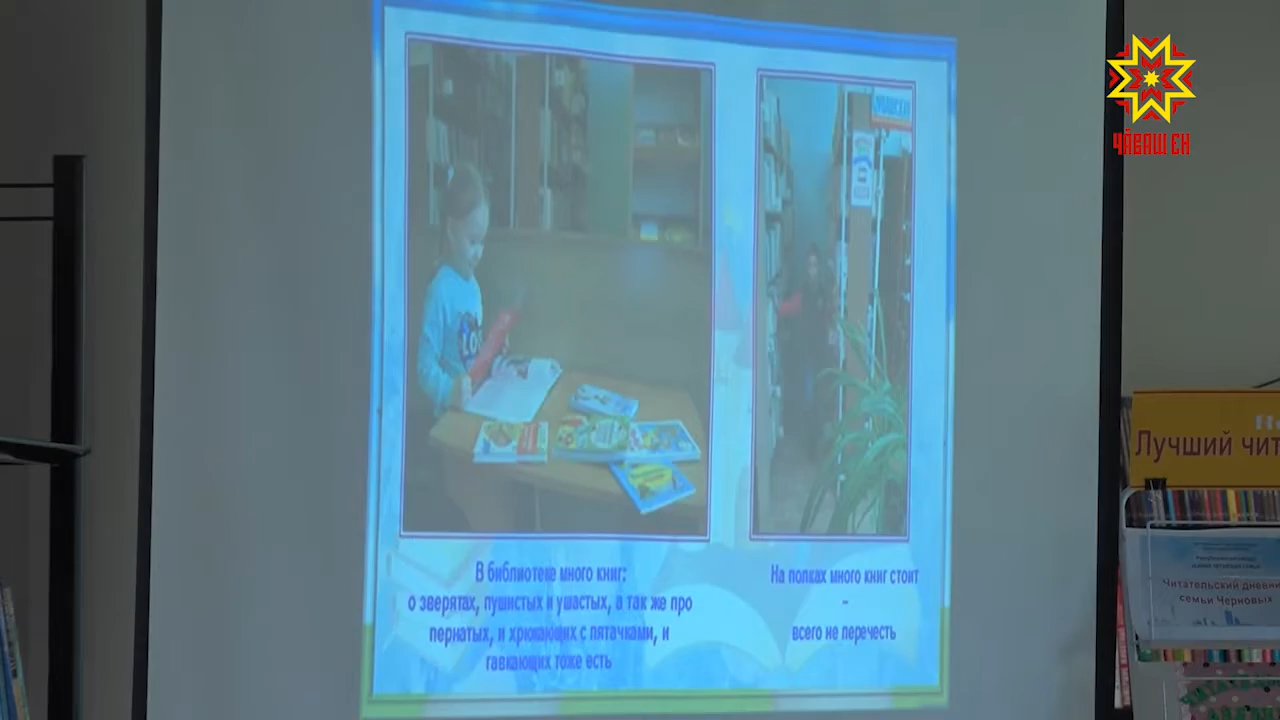 ЧӐВАШ ЕН
В библиотеке много книг:
о зверятах, пушистых и ушастых, а так же про
пернатых, и хрюкающих с пятачками, и
гавкающих тоже есть
На полках много книг стоит
–
всего не перечесть
Лучший чит
Читательский дневни
семьи Черновых